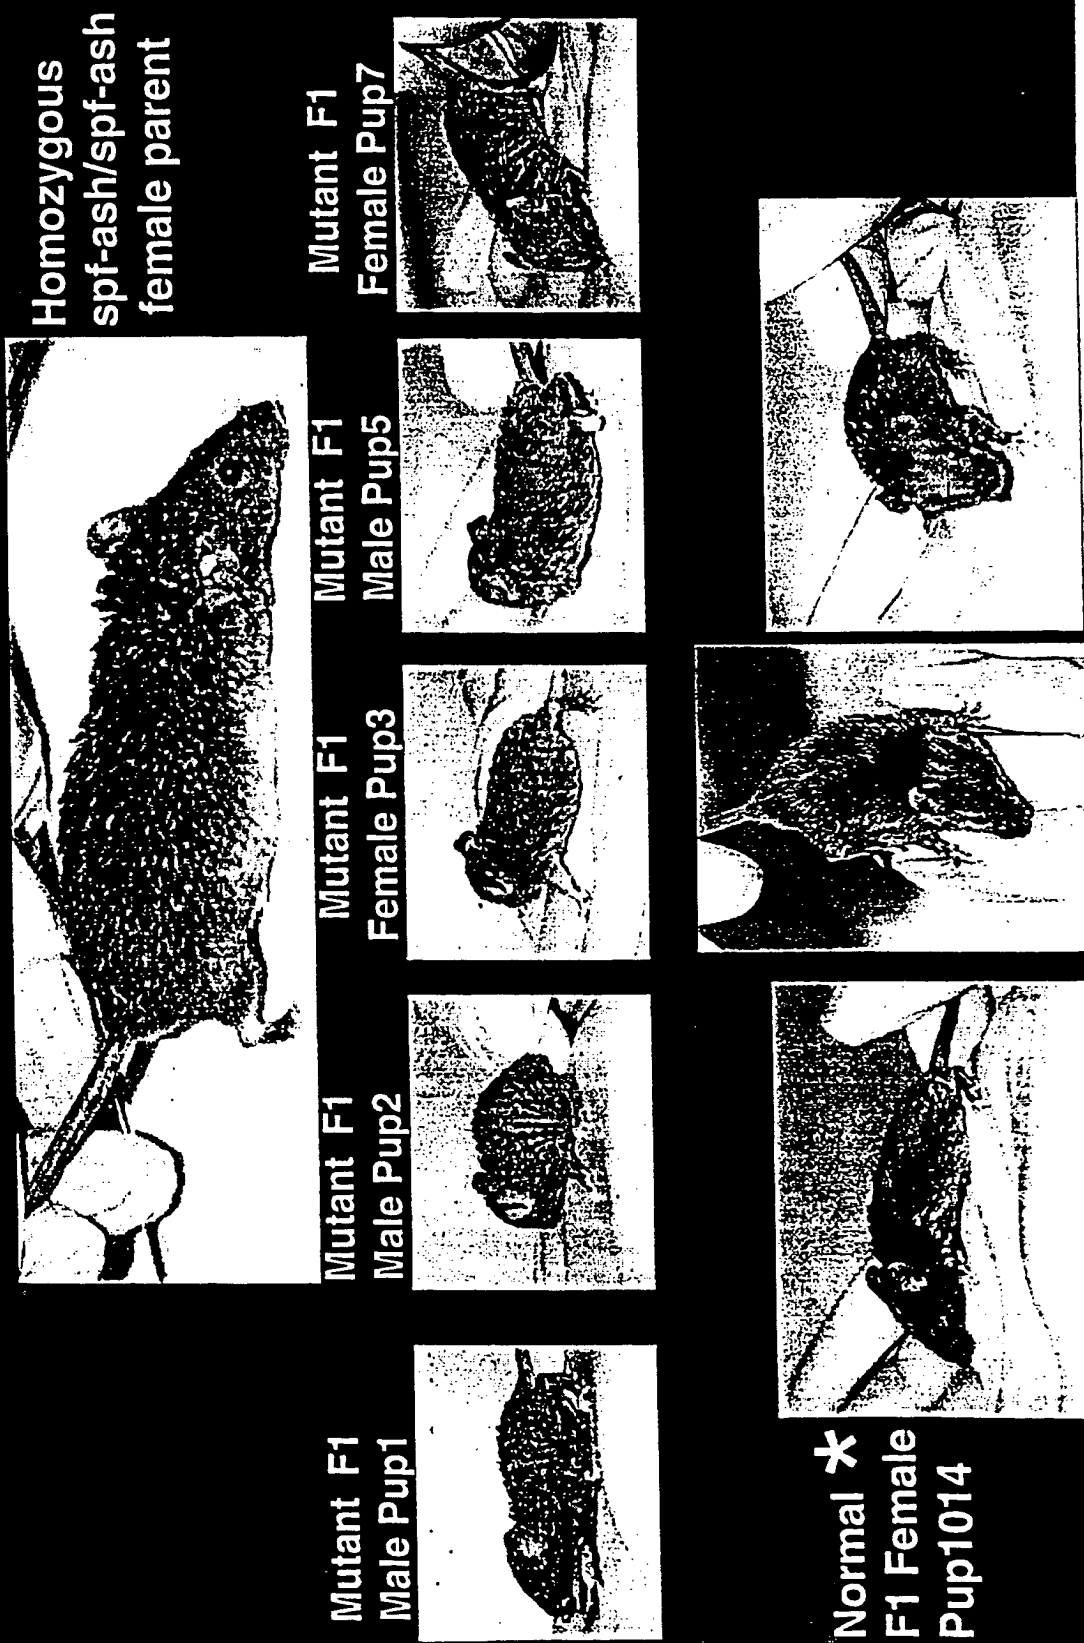 Homozygous
spf-ash/spf-ash
female parent
Mutant F1
Male Pup1
Mutant F1
Male Pup2
Mutant F1
Female Pup3
Mutant F1
Male Pup5
Mutant F1
Female Pup7
Normal *
F1 Female
Pup1014